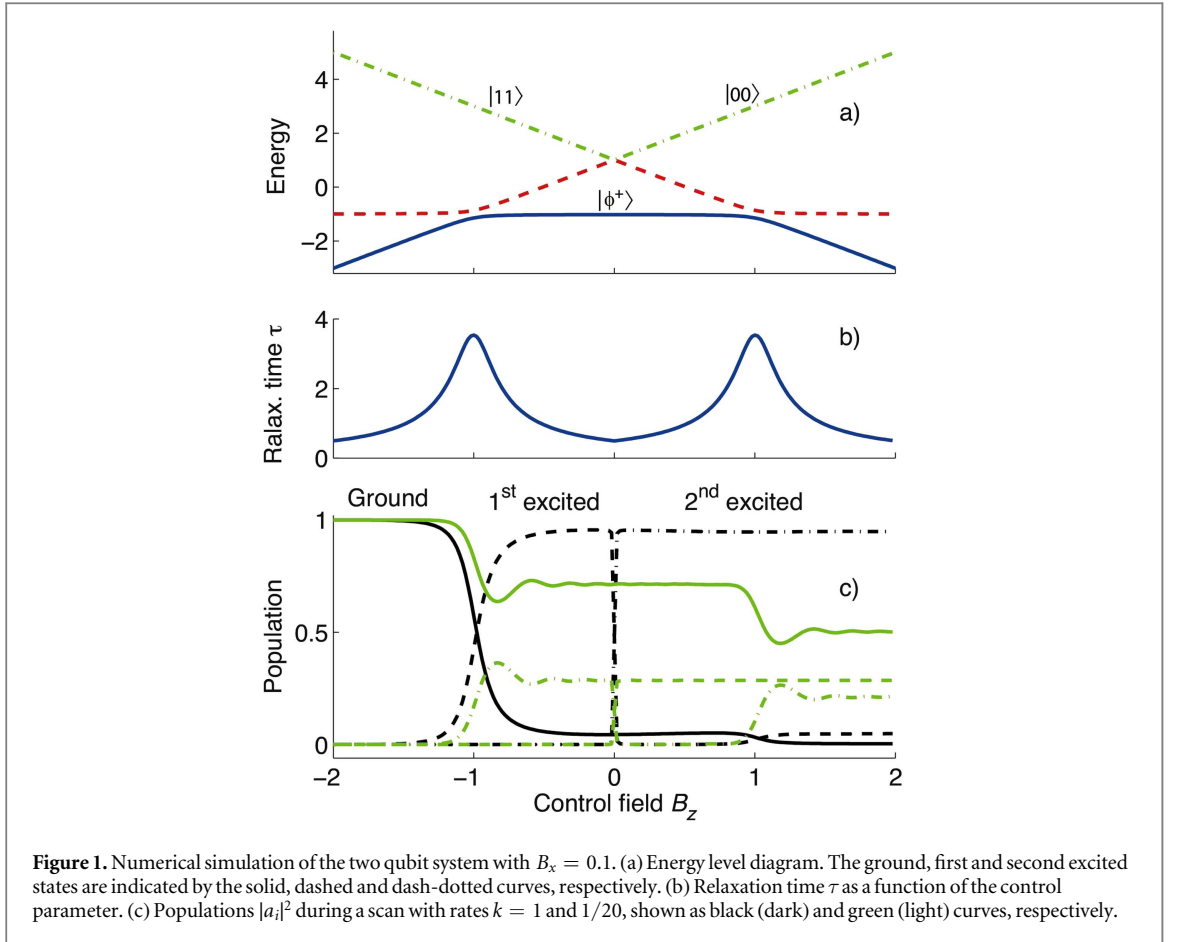 4
2
0
−2
Energy
|11⟩
|00⟩
a)
|ϕ⁺⟩
4
2
0
Ralax. time τ
b)
Ground
1st excited
2nd excited
1
0.5
0
Population
c)
−2 −1 0 1 2
Control field Bz
Figure 1. Numerical simulation of the two qubit system with Bx = 0.1. (a) Energy level diagram. The ground, first and second excited
states are indicated by the solid, dashed and dash-dotted curves, respectively. (b) Relaxation time τ as a function of the control
parameter. (c) Populations |ai|² during a scan with rates k = 1 and 1/20, shown as black (dark) and green (light) curves, respectively.